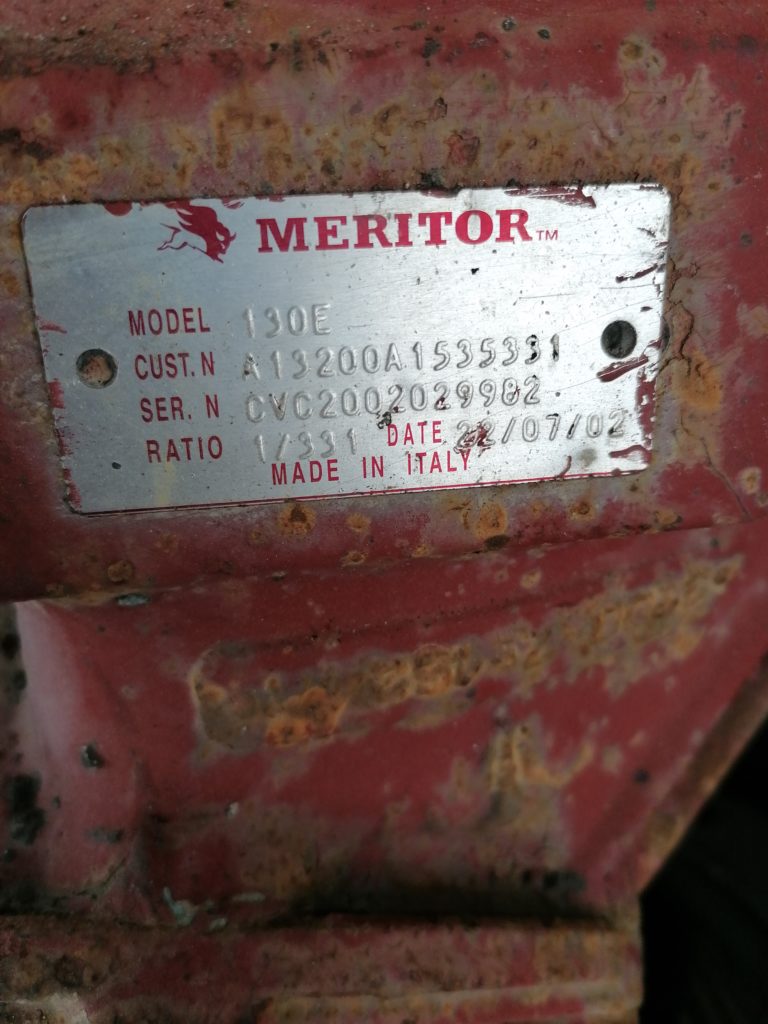 MERITOR™
MODEL 130E
CUST. N A13200A1535331
SER. N CVC2002029982
RATIO 1/331 DATE 22/07/02
MADE IN ITALY